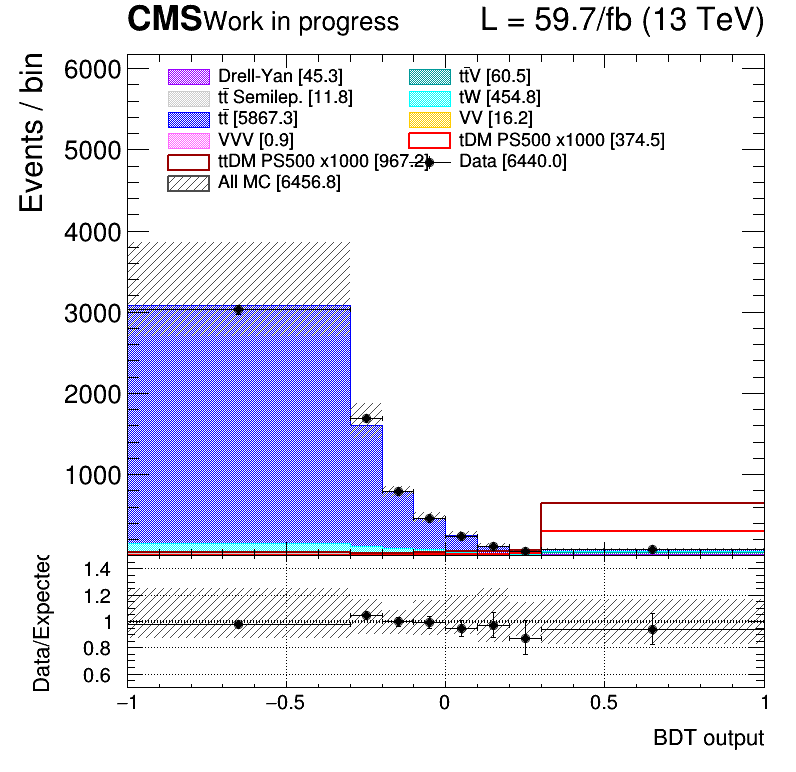 CMS Work in progress L = 59.7/fb (13 TeV)
Events / bin
6000
5000
4000
3000
2000
1000
Drell-Yan [45.3] tt̄V [60.5]
tt̄ Semilep. [11.8] tW [454.8]
tt̄ [5867.3] VV [16.2]
VVV [0.9] tDM PS500 x1000 [374.5]
ttDM PS500 x1000 [967.2] Data [6440.0]
All MC [6456.8]
Data/Expected
1.4
1.2
1
0.8
0.6
−1 −0.5 0 0.5 1
BDT output